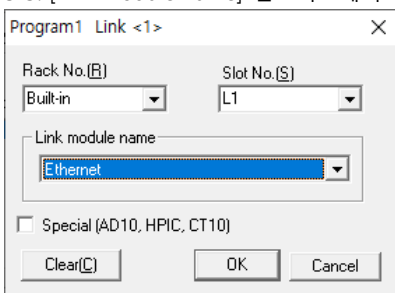 Program1 Link <1>
Rack No.(R)
Slot No.(S)
Built-in
L1
Link module name
Ethernet
Special (AD10, HPIC, CT10)
Clear(C)
OK
Cancel